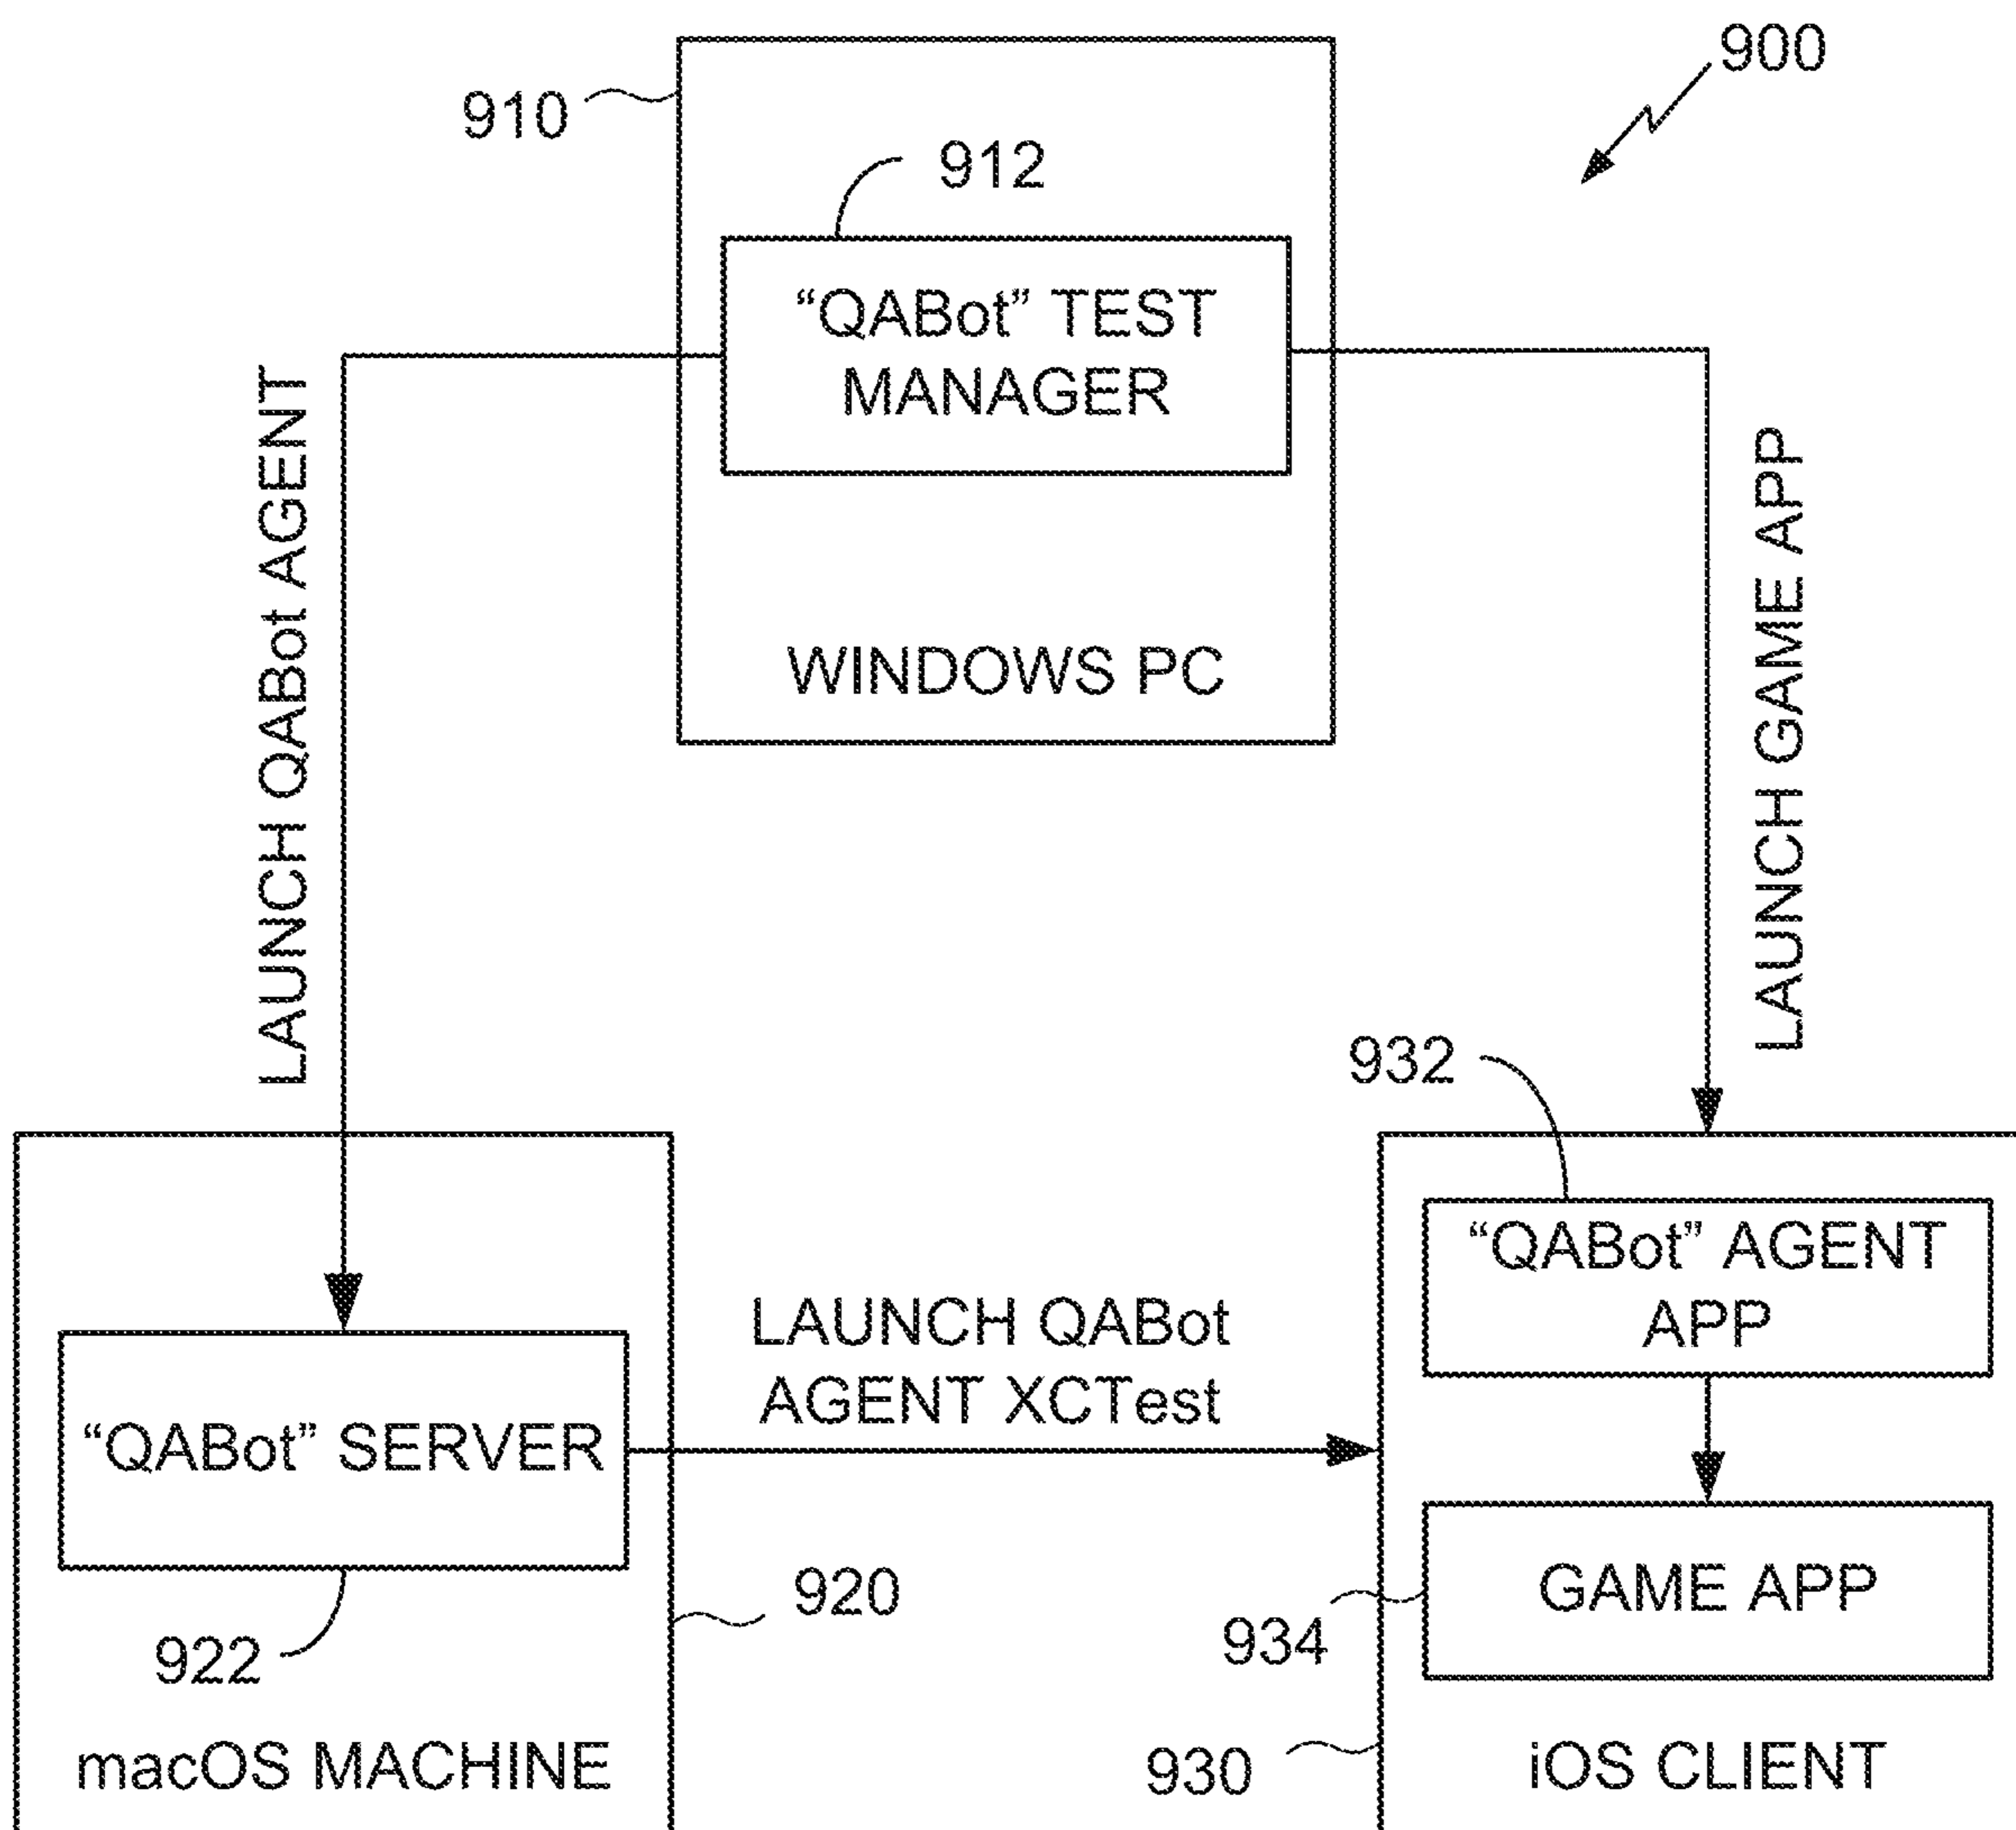 900
910
912
“QABot” TEST
MANAGER
WINDOWS PC
LAUNCH QABot AGENT
LAUNCH GAME APP
932
“QABot” AGENT
APP
LAUNCH QABot
AGENT XCTest
“QABot” SERVER
GAME APP
920
934
922
macOS MACHINE
930
iOS CLIENT